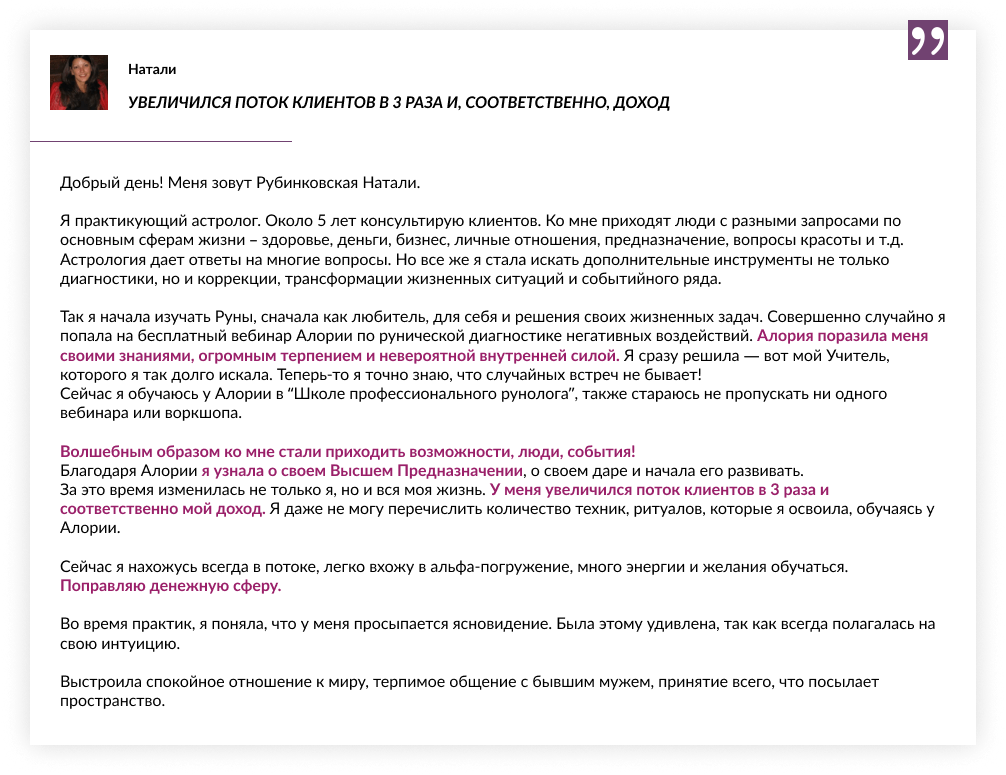 Натали
УВЕЛИЧИЛСЯ ПОТОК КЛИЕНТОВ В 3 РАЗА И, СООТВЕТСТВЕННО, ДОХОД
Добрый день! Меня зовут Рубинковская Натали.
Я практикующий астролог. Около 5 лет консультирую клиентов. Ко мне приходят люди с разными запросами по
основным сферам жизни – здоровье, деньги, бизнес, личные отношения, предназначение, вопросы красоты и т.д.
Астрология дает ответы на многие вопросы. Но все же я стала искать дополнительные инструменты не только
диагностики, но и коррекции, трансформации жизненных ситуаций и событийного ряда.
Так я начала изучать Руны, сначала как любитель, для себя и решения своих жизненных задач. Совершенно случайно я
попала на бесплатный вебинар Алории по рунической диагностике негативных воздействий. Алория поразила меня
своими знаниями, огромным терпением и невероятной внутренней силой. Я сразу решила — вот мой Учитель,
которого я так долго искала. Теперь-то я точно знаю, что случайных встреч не бывает!
Сейчас я обучаюсь у Алории в “Школе профессионального рунолога”, также стараюсь не пропускать ни одного
вебинара или воркшопа.
Волшебным образом ко мне стали приходить возможности, люди, события!
Благодаря Алории я узнала о своем Высшем Предназначении, о своем даре и начала его развивать.
За это время изменилась не только я, но и вся моя жизнь. У меня увеличился поток клиентов в 3 раза и
соответственно мой доход. Я даже не могу перечислить количество техник, ритуалов, которые я освоила, обучаясь у
Алории.
Сейчас я нахожусь всегда в потоке, легко вхожу в альфа-погружение, много энергии и желания обучаться.
Поправляю денежную сферу.
Во время практик, я поняла, что у меня просыпается ясновидение. Была этому удивлена, так как всегда полагалась на
свою интуицию.
Выстроила спокойное отношение к миру, терпимое общение с бывшим мужем, принятие всего, что посылает
пространство.